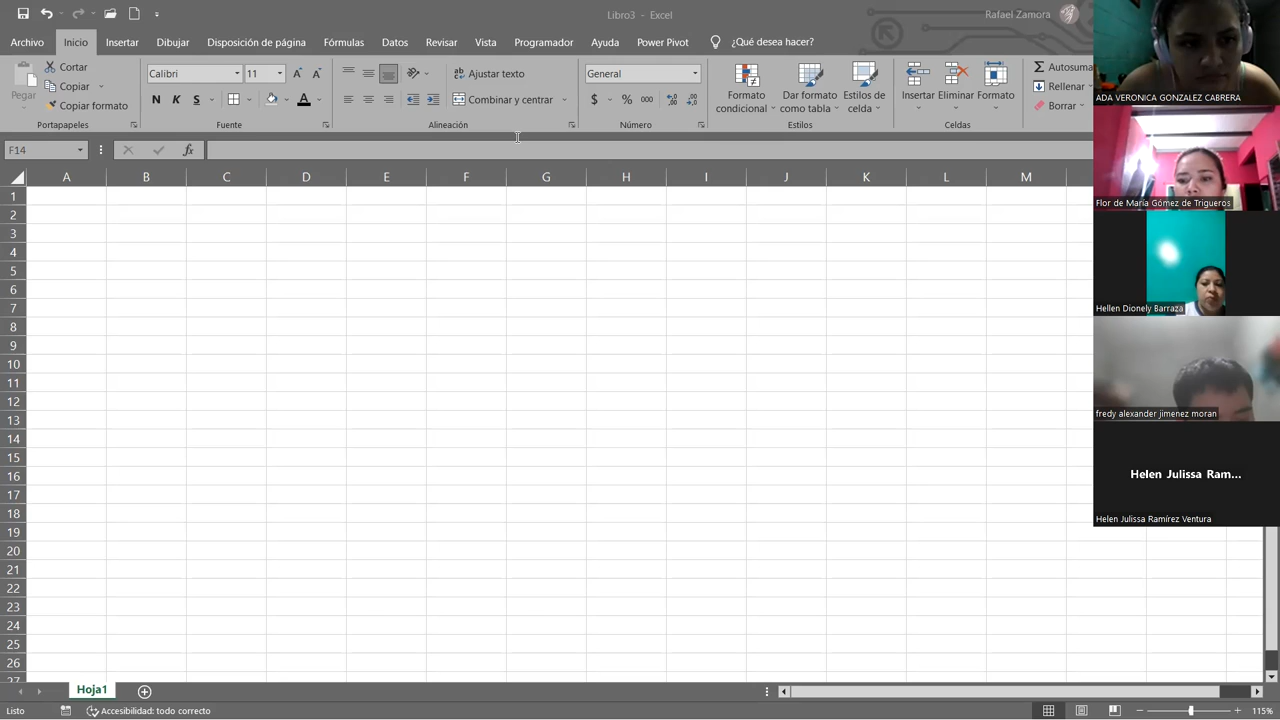 Libro3 - Excel
Rafael Zamora
Archivo Inicio Insertar Dibujar Disposición de página Fórmulas Datos Revisar Vista Programador Ayuda Power Pivot ¿Qué desea hacer?
Pegar
Cortar
Copiar
Copiar formato
Portapapeles
Calibri 11
N K S
Fuente
Ajustar texto
Combinar y centrar
Alineación
General
$ % 000
Número
Formato condicional
Dar formato como tabla
Estilos de celda
Estilos
Insertar Eliminar Formato
Celdas
Autosuma
Rellenar
Borrar
F14
fx
A B C D E F G H I J K L M
1
2
3
4
5
6
7
8
9
10
11
12
13
14
15
16
17
18
19
20
21
22
23
24
25
26
27
ADA VERONICA GONZALEZ CABRERA
Flor de María Gómez de Trigueros
Hellen Dionely Barraza
fredy alexander jimenez moran
Helen Julissa Ram...
Helen Julissa Ramírez Ventura
Hoja1
Listo
Accesibilidad: todo correcto
115%